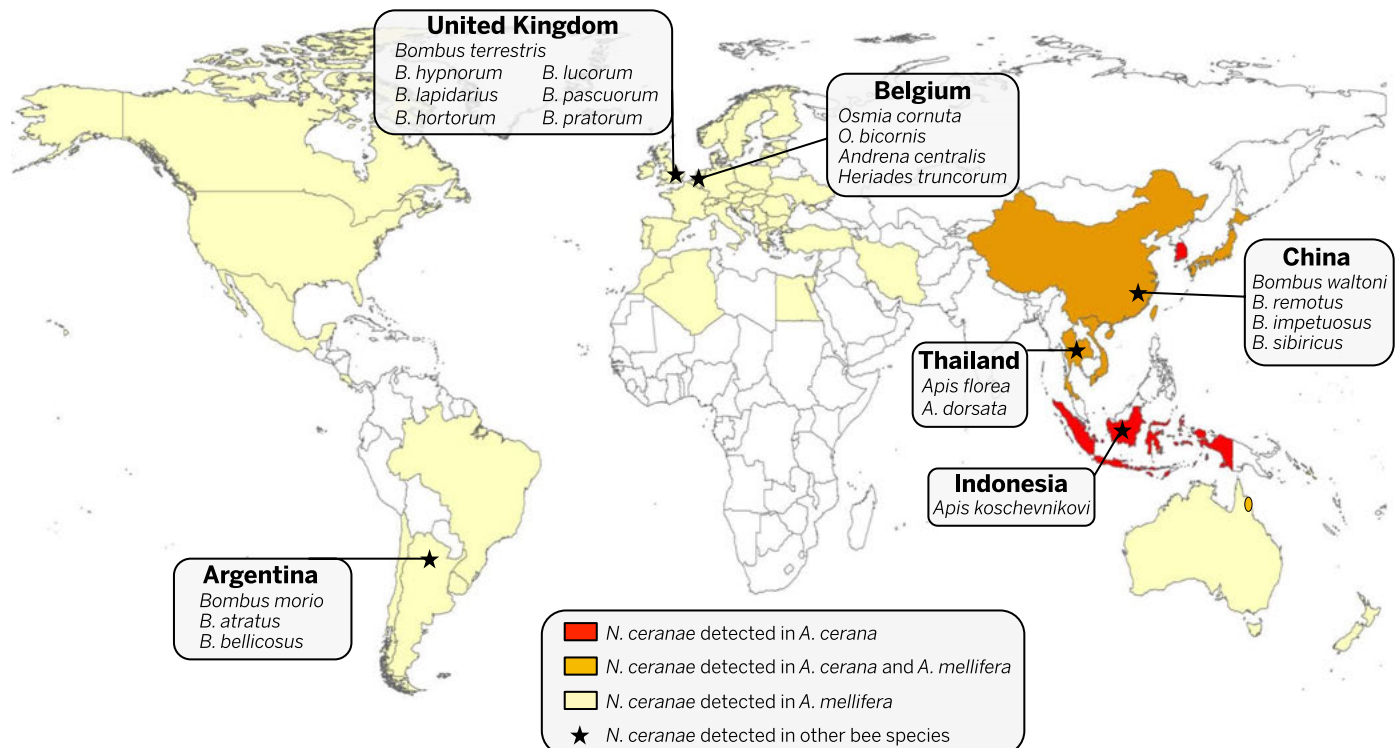 United Kingdom
Bombus terrestris
B. hypnorum B. lucorum
B. lapidarius B. pascuorum
B. hortorum B. pratorum
Belgium
Osmia cornuta
O. bicornis
Andrena centralis
Heriades truncorum
China
Bombus waltoni
B. remotus
B. impetuosus
B. sibiricus
Thailand
Apis florea
A. dorsata
Indonesia
Apis koschevnikovi
Argentina
Bombus morio
B. atratus
B. bellicosus
N. ceranae detected in A. cerana
N. ceranae detected in A. cerana and A. mellifera
N. ceranae detected in A. mellifera
N. ceranae detected in other bee species